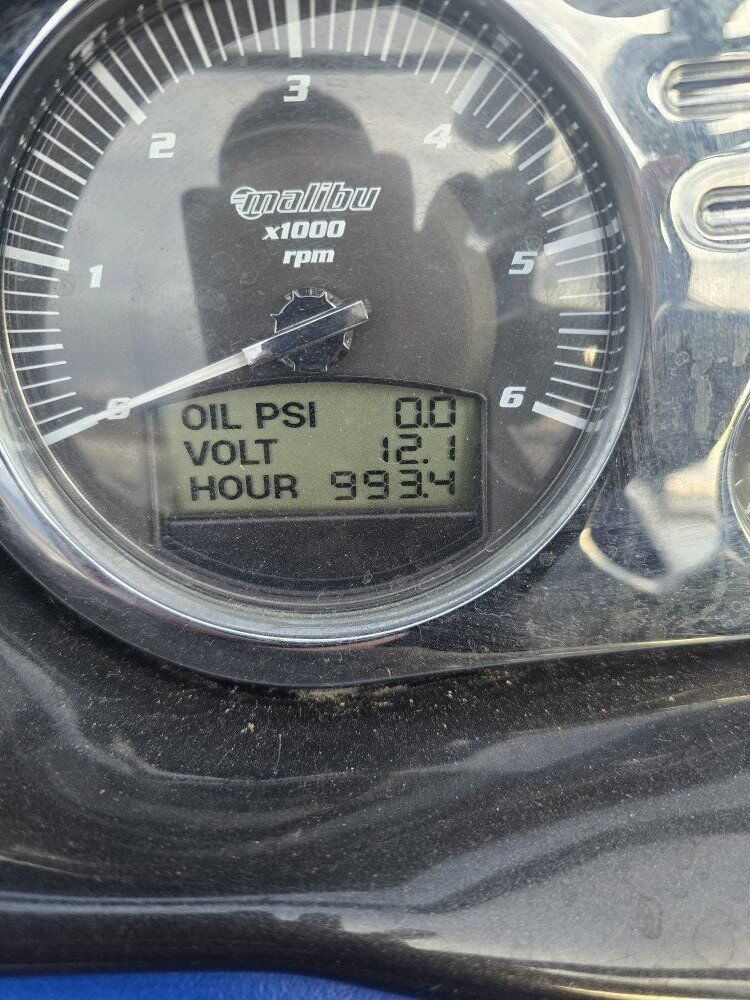 3
2
4
malibu
x1000
rpm
1
5
0
6
OIL PSI 0.0
VOLT 12.1
HOUR 993.4